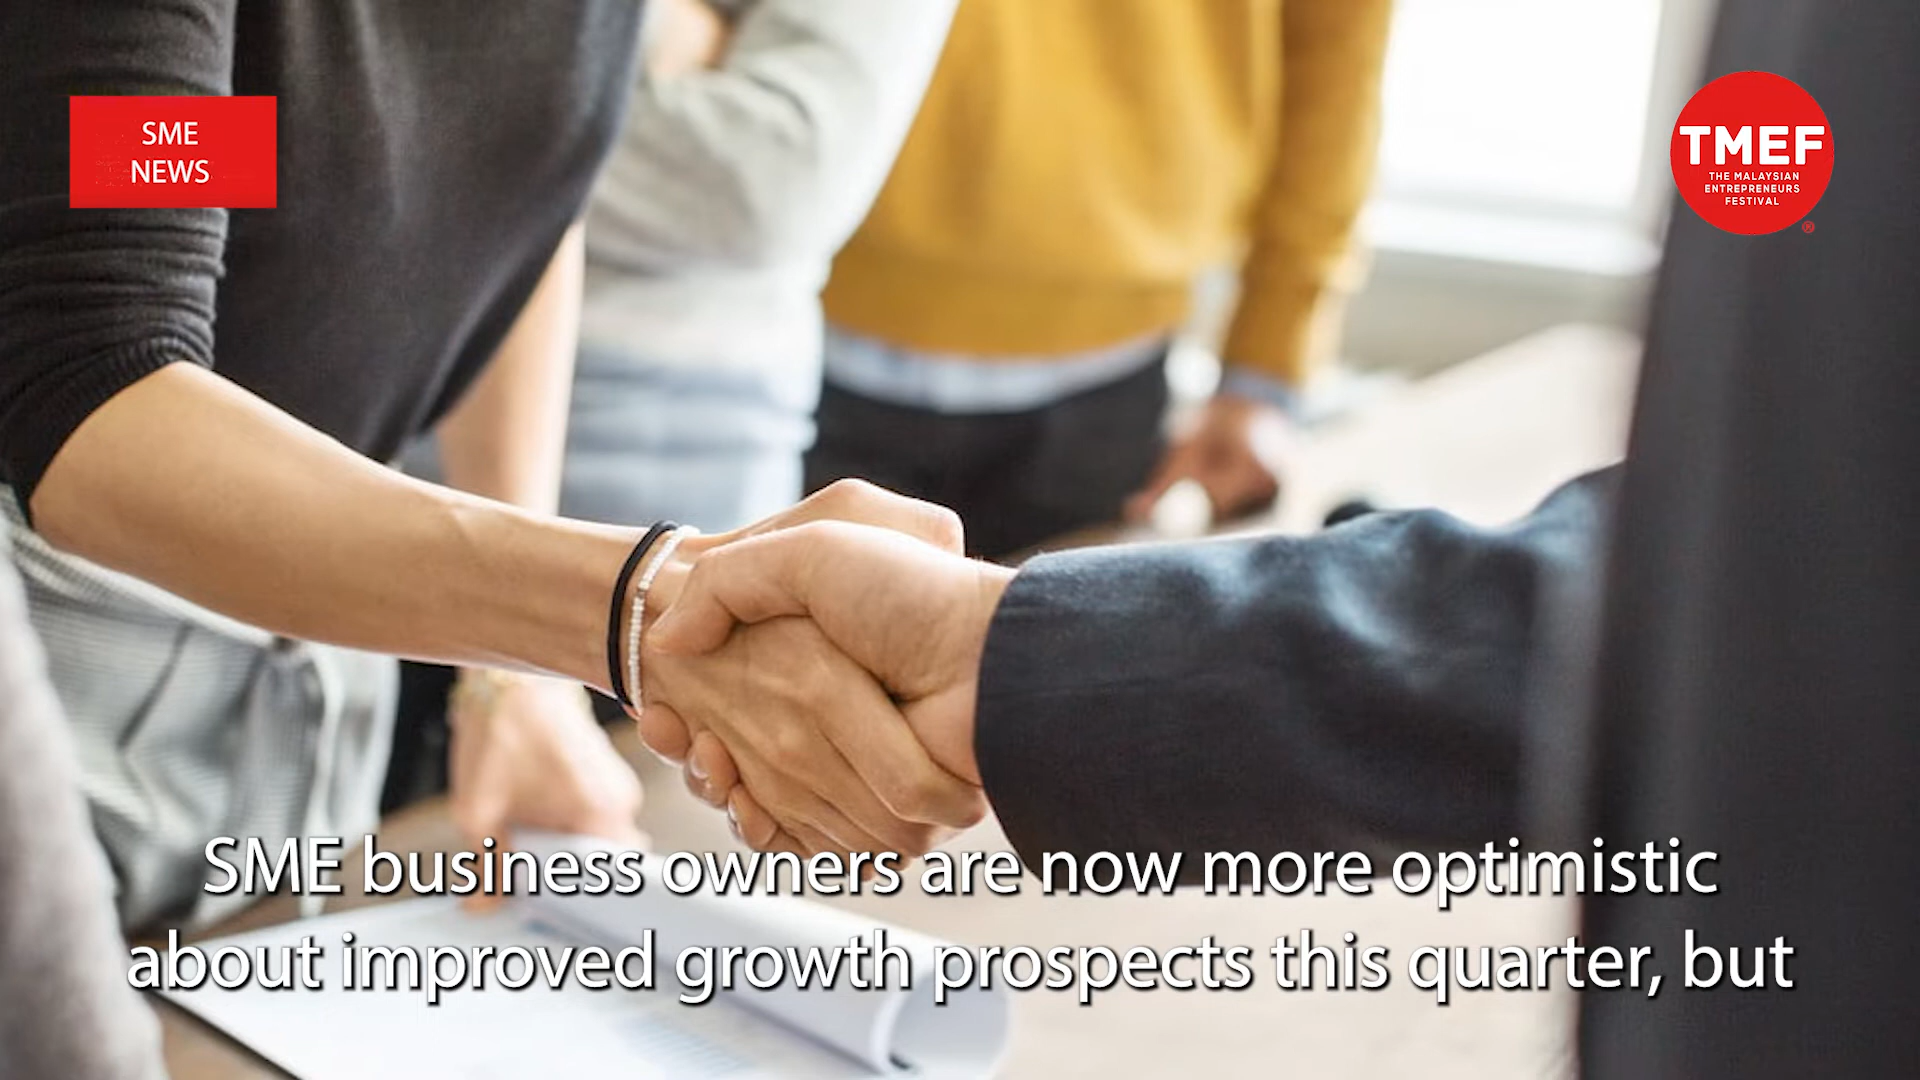 SME
NEWS
TMEF
THE MALAYSIAN
ENTREPRENEURS
FESTIVAL
®
SME business owners are now more optimistic
about improved growth prospects this quarter, but